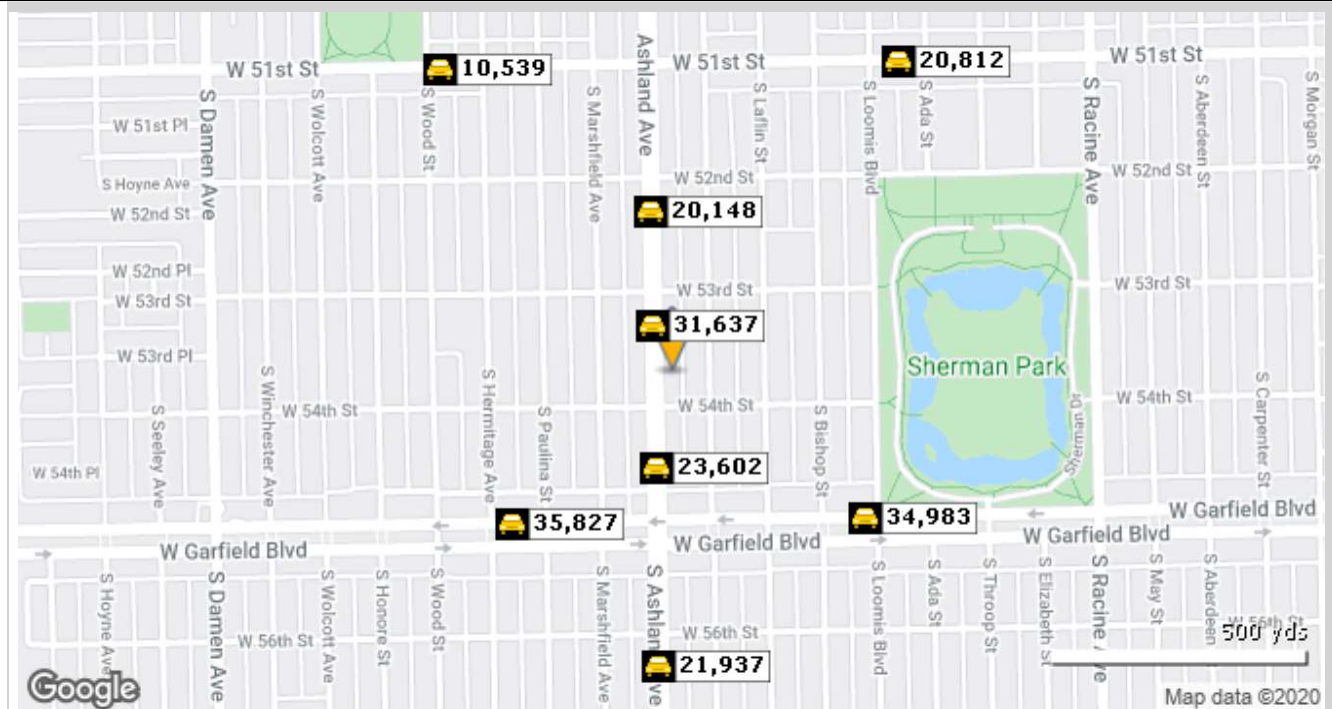 W 51st St
10,539
Ashland Ave
W 51st St
20,812
W 51st St
S Damen Ave
S Wolcott Ave
S Wood St
S Marshfield Ave
S Laflin St
S Loomis Blvd
S Ada St
S Racine Ave
S Aberdeen St
S Morgan St
W 51st Pl
S Hoyne Ave
W 52nd St
W 52nd St
W 52nd St
20,148
W 52nd Pl
W 53rd St
W 53rd St
W 53rd St
31,637
W 53rd Pl
Sherman Park
S Seeley Ave
S Winchester Ave
W 54th St
S Hermitage Ave
S Paulina St
W 54th St
S Bishop St
Sherman Dr
W 54th St
S Carpenter St
W 54th Pl
23,602
35,827
34,983
W Garfield Blvd
W Garfield Blvd
W Garfield Blvd
W Garfield Blvd
S Hoyne Ave
S Damen Ave
S Wolcott Ave
S Honore St
S Wood St
S Marshfield Ave
S Ashland Ave
S Loomis Blvd
S Ada St
S Throop St
S Elizabeth St
S Racine Ave
S May St
S Aberdeen
W 56th St
W 56th St
W 56th St
500 yds
21,937
Google
Map data ©2020